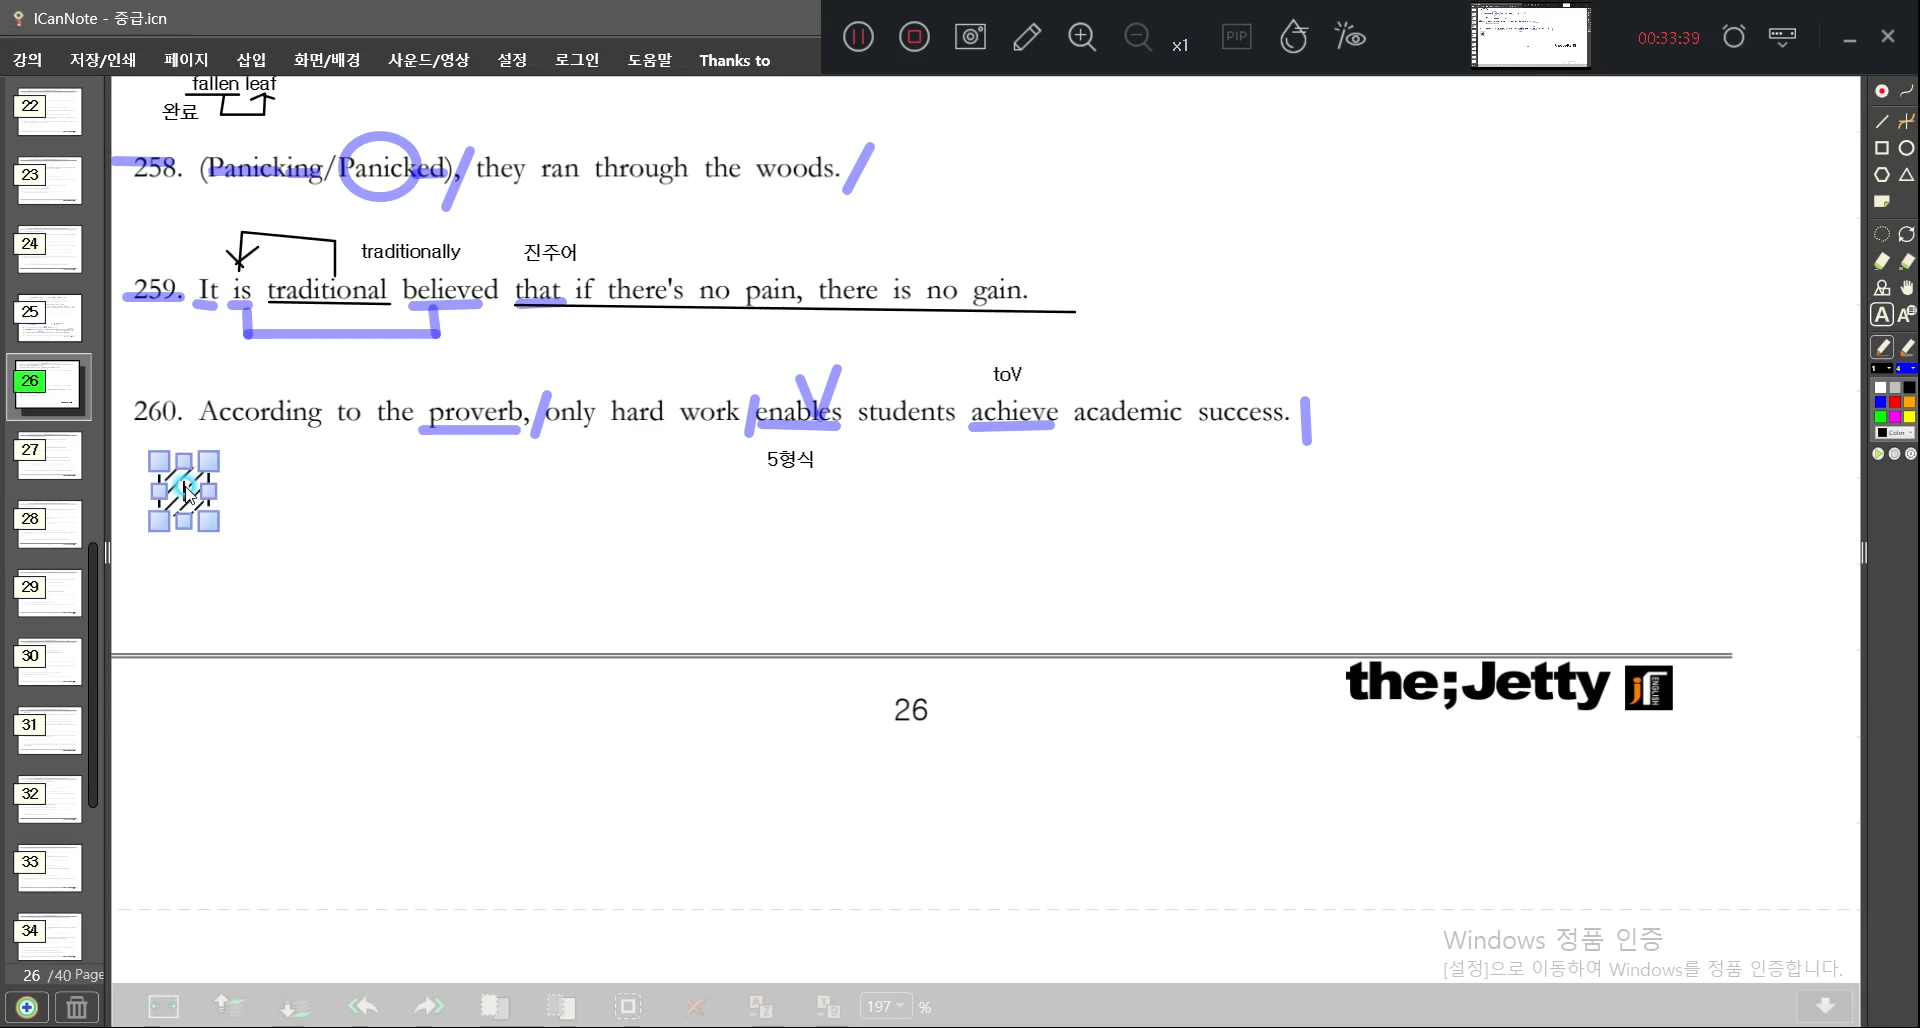 ICanNote - 중급.icn
강의 저장/인쇄 페이지 삽입 화면/배경 사운드/영상 설정 로그인 도움말 Thanks to
x1
PIP
00:33:39
fallen leaf
완료
258. (Panicking/Panicked), they ran through the woods.
traditionally 진주어
259. It is traditional believed that if there's no pain, there is no gain.
toV
260. According to the proverb, only hard work enables students achieve academic success.
5형식
the;Jetty
ENGLISH
26
22
23
24
25
26
27
28
29
30
31
32
33
34
26 /40 Page
A
A
1
4
Color
Windows 정품 인증
[설정]으로 이동하여 Windows를 정품 인증합니다.
197 %